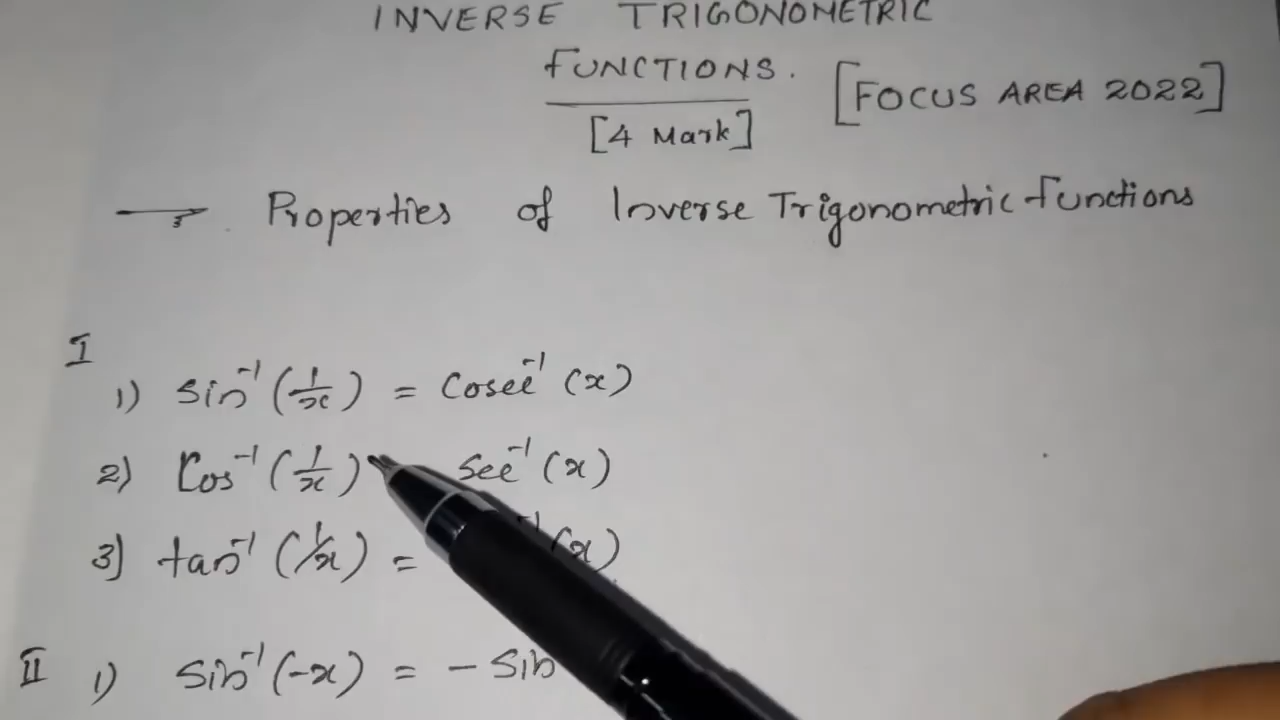 INVERSE TRIGONOMETRIC
FUNCTIONS.
[FOCUS AREA 2022]
[4 Mark]
→ Properties of Inverse Trigonometric functions
I
1) Sin⁻¹(1/x) = Cosec⁻¹(x)
2) Cos⁻¹(1/x) Sec⁻¹(x)
3) tan⁻¹(1/x) = ⁻¹(x)
II 1) Sin⁻¹(-x) = - Sin